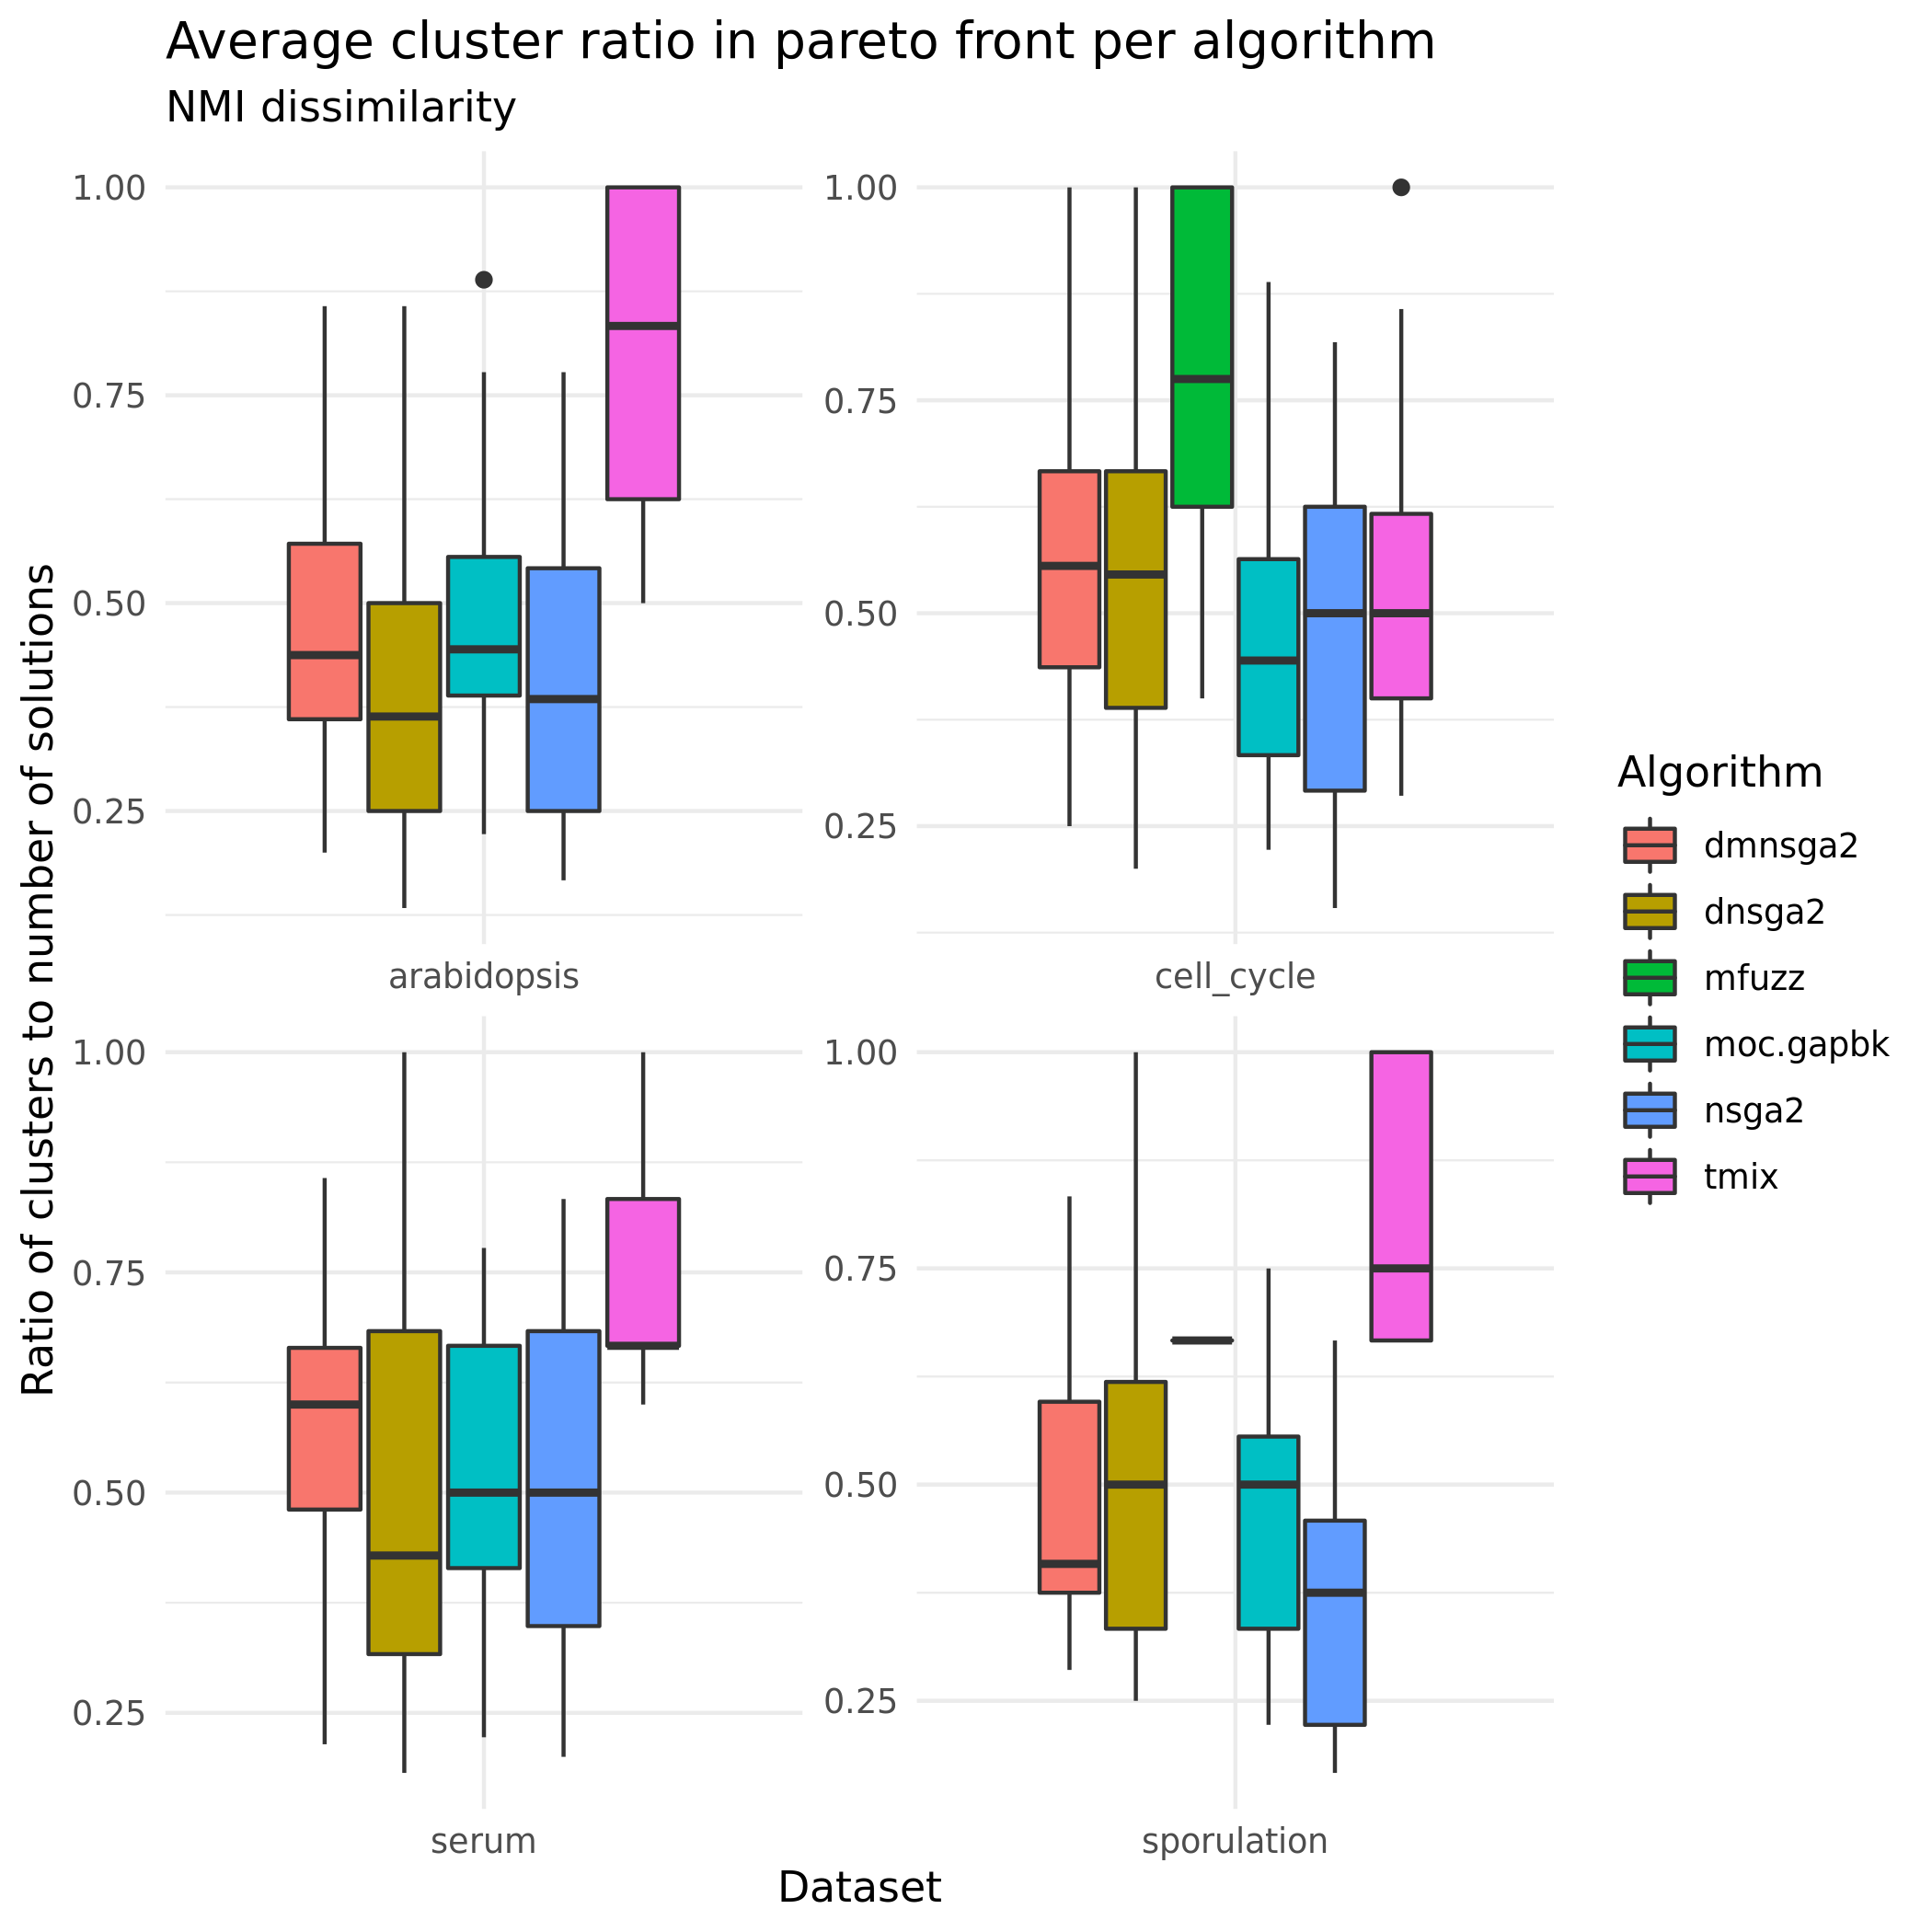 Average cluster ratio in pareto front per algorithm
NMI dissimilarity
Ratio of clusters to number of solutions
1.00
0.75
0.50
0.25
arabidopsis
1.00
0.75
0.50
0.25
cell_cycle
1.00
0.75
0.50
0.25
serum
1.00
0.75
0.50
0.25
sporulation
Dataset
Algorithm
dmnsga2
dnsga2
mfuzz
moc.gapbk
nsga2
tmix